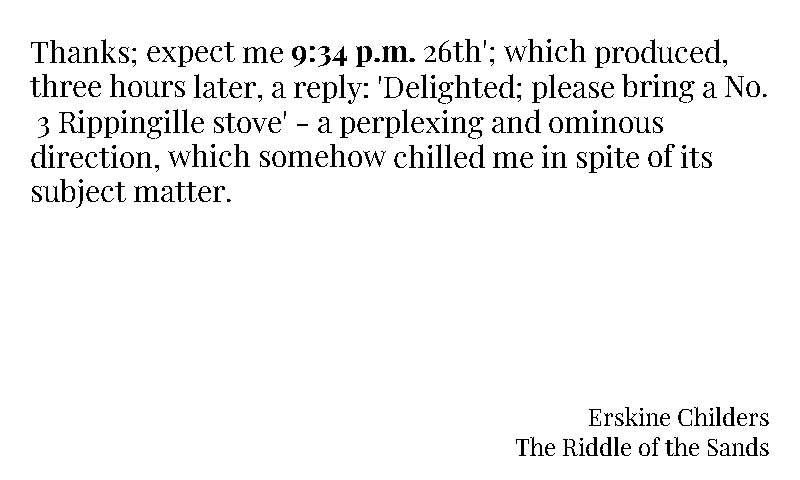 Thanks; expect me 9:34 p.m. 26th'; which produced,
three hours later, a reply: 'Delighted; please bring a No.
3 Rippingille stove' – a perplexing and ominous
direction, which somehow chilled me in spite of its
subject matter.
Erskine Childers
The Riddle of the Sands